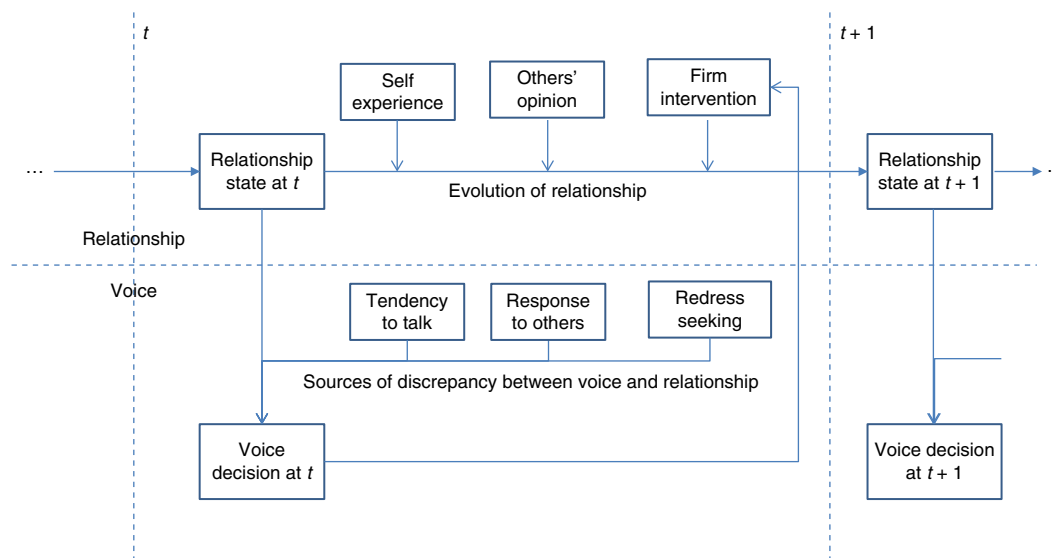 t
t + 1
Self
experience
Others'
opinion
Firm
intervention
...
Relationship
state at t
Evolution of relationship
Relationship
state at t + 1
.
Relationship
Voice
Tendency
to talk
Response
to others
Redress
seeking
Sources of discrepancy between voice and relationship
Voice
decision at t
Voice decision
at t + 1